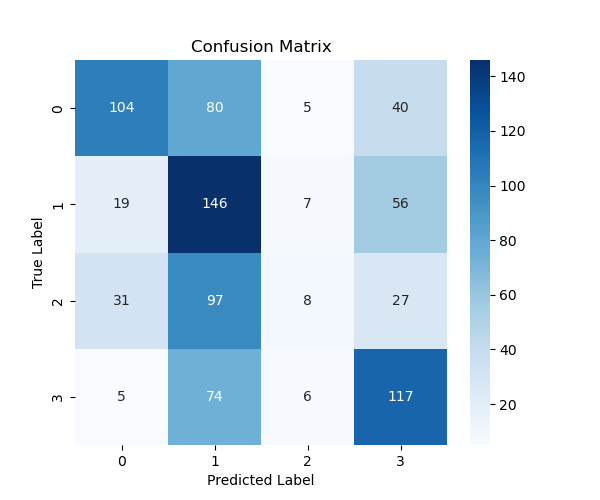 Confusion Matrix
True Label
0 104 80 5 40
1 19 146 7 56
2 31 97 8 27
3 5 74 6 117
0 1 2 3
Predicted Label
140
120
100
80
60
40
20